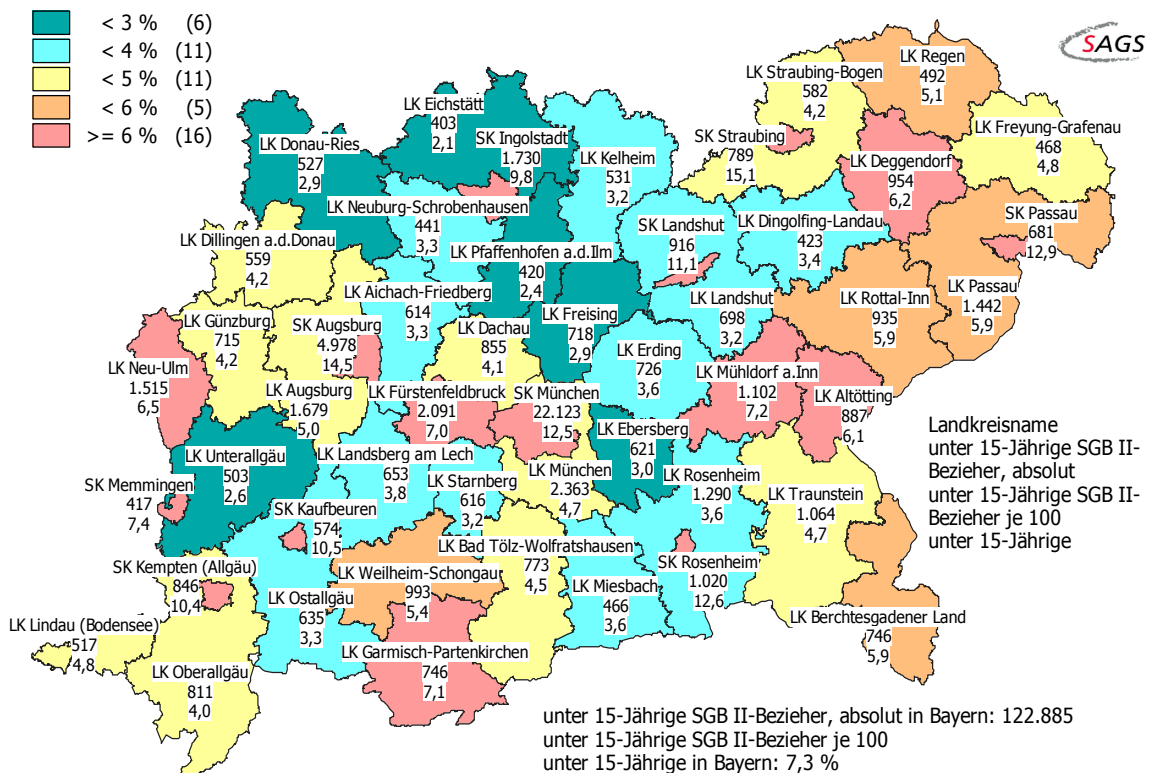 < 3 % (6)
< 4 % (11)
< 5 % (11)
< 6 % (5)
>= 6 % (16)
SAGS
LK Regen
492
5,1
LK Straubing-Bogen
582
4,2
LK Eichstätt
403
2,1
LK Freyung-Grafenau
468
4,8
SK Straubing
789
15,1
SK Ingolstadt
1.730
9,8
LK Donau-Ries
527
2,9
LK Kelheim
531
3,2
LK Deggendorf
954
6,2
LK Neuburg-Schrobenhausen
441
3,3
SK Passau
681
12,9
SK Landshut
916
11,1
LK Dingolfing-Landau
423
3,4
LK Dillingen a.d.Donau
559
4,2
LK Pfaffenhofen a.d.Ilm
420
2,4
LK Passau
1.442
5,9
LK Aichach-Friedberg
614
3,3
LK Landshut
698
3,2
LK Rottal-Inn
935
5,9
LK Freising
718
2,9
LK Günzburg
715
4,2
SK Augsburg
4.978
14,5
LK Dachau
855
4,1
LK Erding
726
3,6
LK Neu-Ulm
1.515
6,5
LK Mühldorf a.Inn
1.102
7,2
LK Augsburg
1.679
5,0
LK Fürstenfeldbruck
2.091
7,0
SK München
22.123
12,5
LK Altötting
887
6,1
LK Ebersberg
621
3,0
Landkreisname
unter 15-Jährige SGB II-
Bezieher, absolut
unter 15-Jährige SGB II-
Bezieher je 100
unter 15-Jährige
LK Unterallgäu
503
2,6
LK Landsberg am Lech
653
3,8
LK Starnberg
616
3,2
LK München
2.363
4,7
LK Rosenheim
1.290
3,6
LK Traunstein
1.064
4,7
SK Memmingen
417
7,4
SK Kaufbeuren
574
10,5
LK Bad Tölz-Wolfratshausen
773
4,5
SK Rosenheim
1.020
12,6
SK Kempten (Allgäu)
846
10,4
LK Weilheim-Schongau
993
5,4
LK Miesbach
466
3,6
LK Ostallgäu
635
3,3
LK Berchtesgadener Land
746
5,9
LK Lindau (Bodensee)
517
4,8
LK Garmisch-Partenkirchen
746
7,1
LK Oberallgäu
811
4,0
unter 15-Jährige SGB II-Bezieher, absolut in Bayern: 122.885
unter 15-Jährige SGB II-Bezieher je 100
unter 15-Jährige in Bayern: 7,3 %